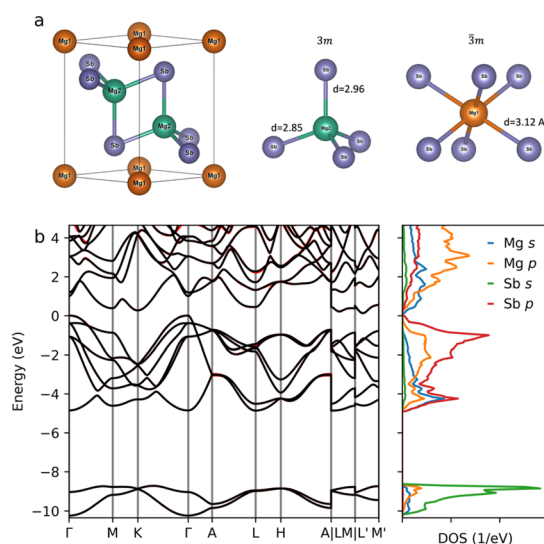 a
Mg1
Mg1
Mg1
Mg1
Sb
Sb
Mg2
Sb
Mg2
Sb
Sb
Sb
Mg1
Mg1
Mg1
Mg1
3m
Sb
d=2.96
Mg2
d=2.85
Sb
Sb
Sb
3̅m
Sb
Sb
Sb
Mg1
d=3.12 A
Sb
Sb
Sb
b
Energy (eV)
4
2
0
−2
−4
−6
−8
−10
Γ M K Γ A L H A|LM|L' M'
Mg s
Mg p
Sb s
Sb p
DOS (1/eV)